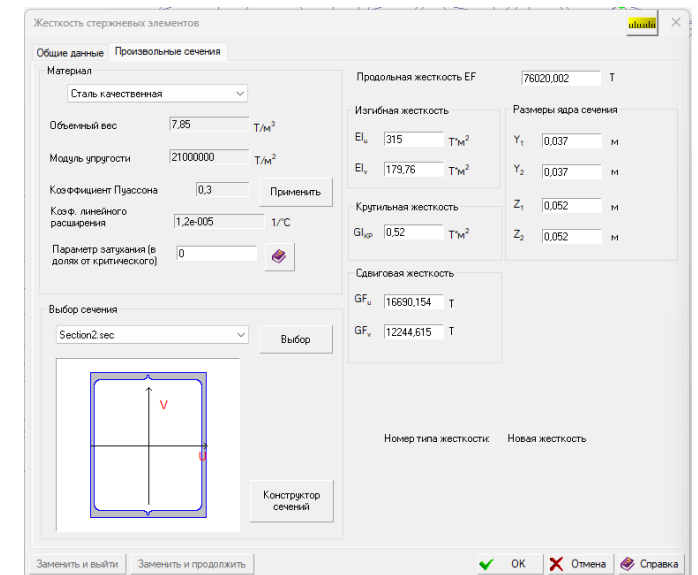 Жесткость стержневых элементов
Общие данные Произвольные сечения
Материал
Сталь качественная
Объемный вес 7,85 Т/м³
Модуль упругости 21000000 Т/м²
Коэффициент Пуассона 0,3 Применить
Коэф. линейного расширения 1,2e-005 1/°C
Параметр затухания (в долях от критического) 0
Выбор сечения
Section2.sec Выбор
V
U
Конструктор сечений
Продольная жесткость EF 76020,002 Т
Изгибная жесткость
EIu 315 Т*м²
EIv 179,76 Т*м²
Крутильная жесткость
GIкр 0,52 Т*м²
Сдвиговая жесткость
GFu 16690,154 Т
GFv 12244,615 Т
Размеры ядра сечения
Y1 0,037 м
Y2 0,037 м
Z1 0,052 м
Z2 0,052 м
Номер типа жесткости: Новая жесткость
Заменить и выйти Заменить и продолжить OK Отмена Справка